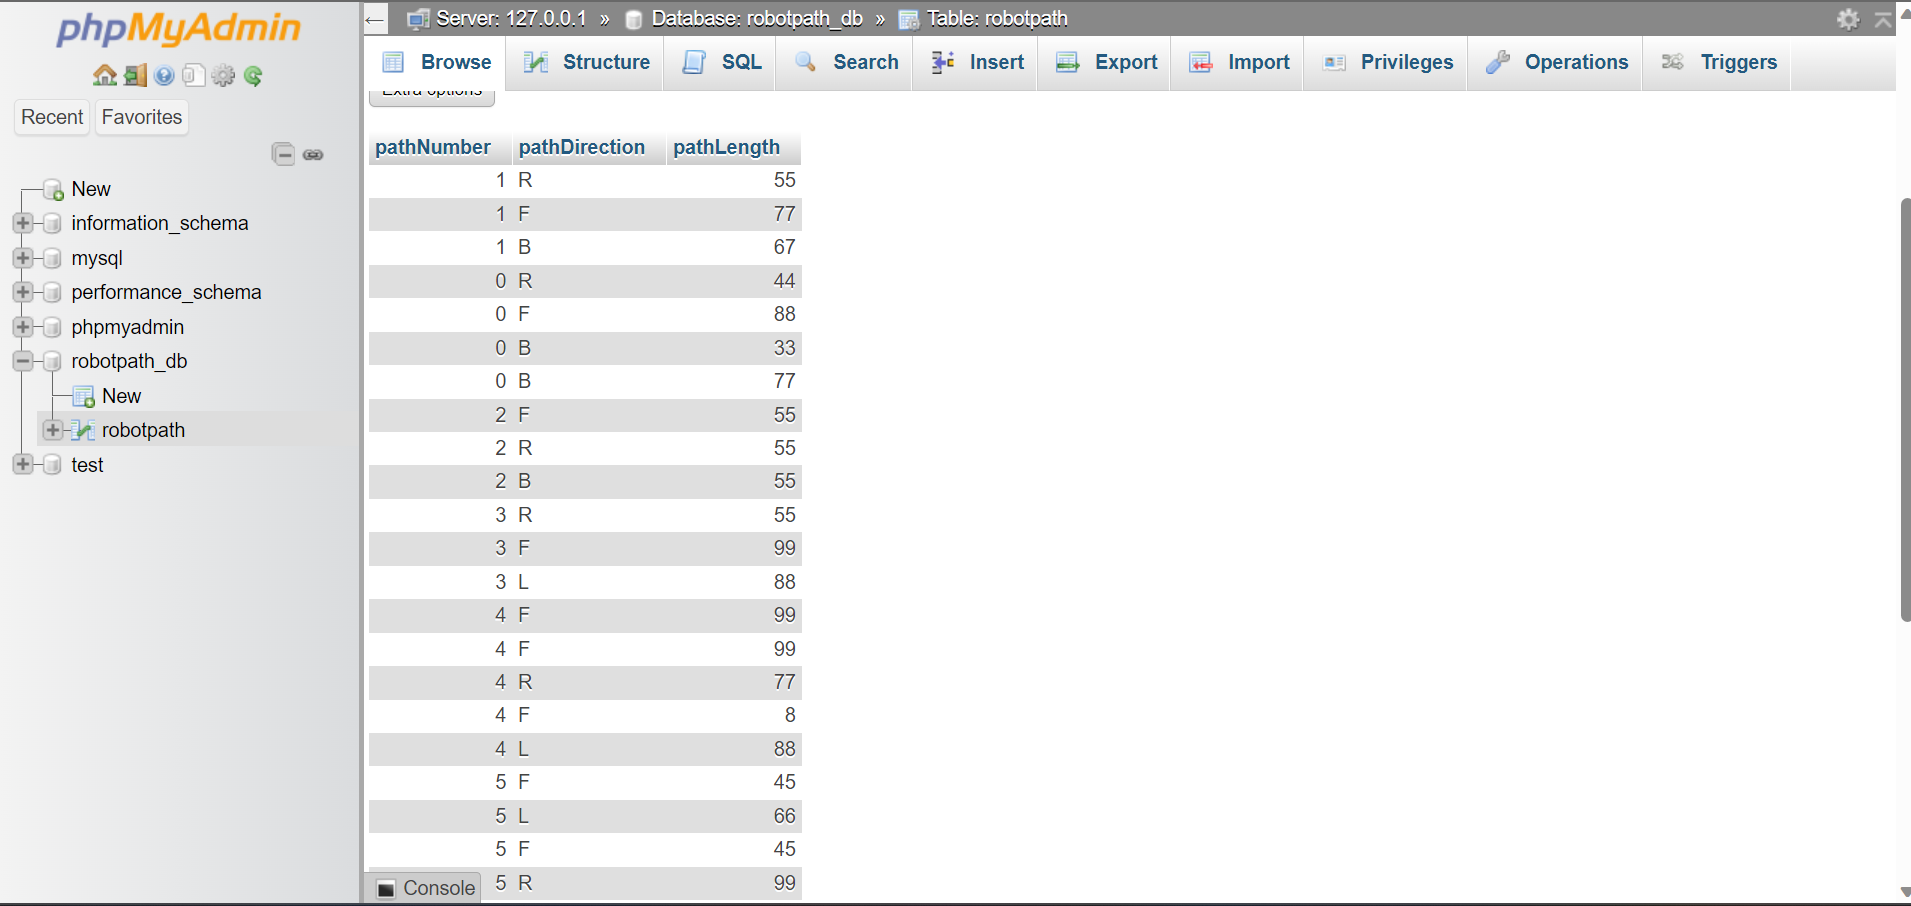 phpMyAdmin
Recent Favorites
New
information_schema
mysql
performance_schema
phpmyadmin
robotpath_db
New
robotpath
test
← Server: 127.0.0.1 » Database: robotpath_db » Table: robotpath
Browse Structure SQL Search Insert Export Import Privileges Operations Triggers
Extra options
pathNumber pathDirection pathLength
1 R 55
1 F 77
1 B 67
0 R 44
0 F 88
0 B 33
0 B 77
2 F 55
2 R 55
2 B 55
3 R 55
3 F 99
3 L 88
4 F 99
4 F 99
4 R 77
4 F 8
4 L 88
5 F 45
5 L 66
5 F 45
5 R 99
Console